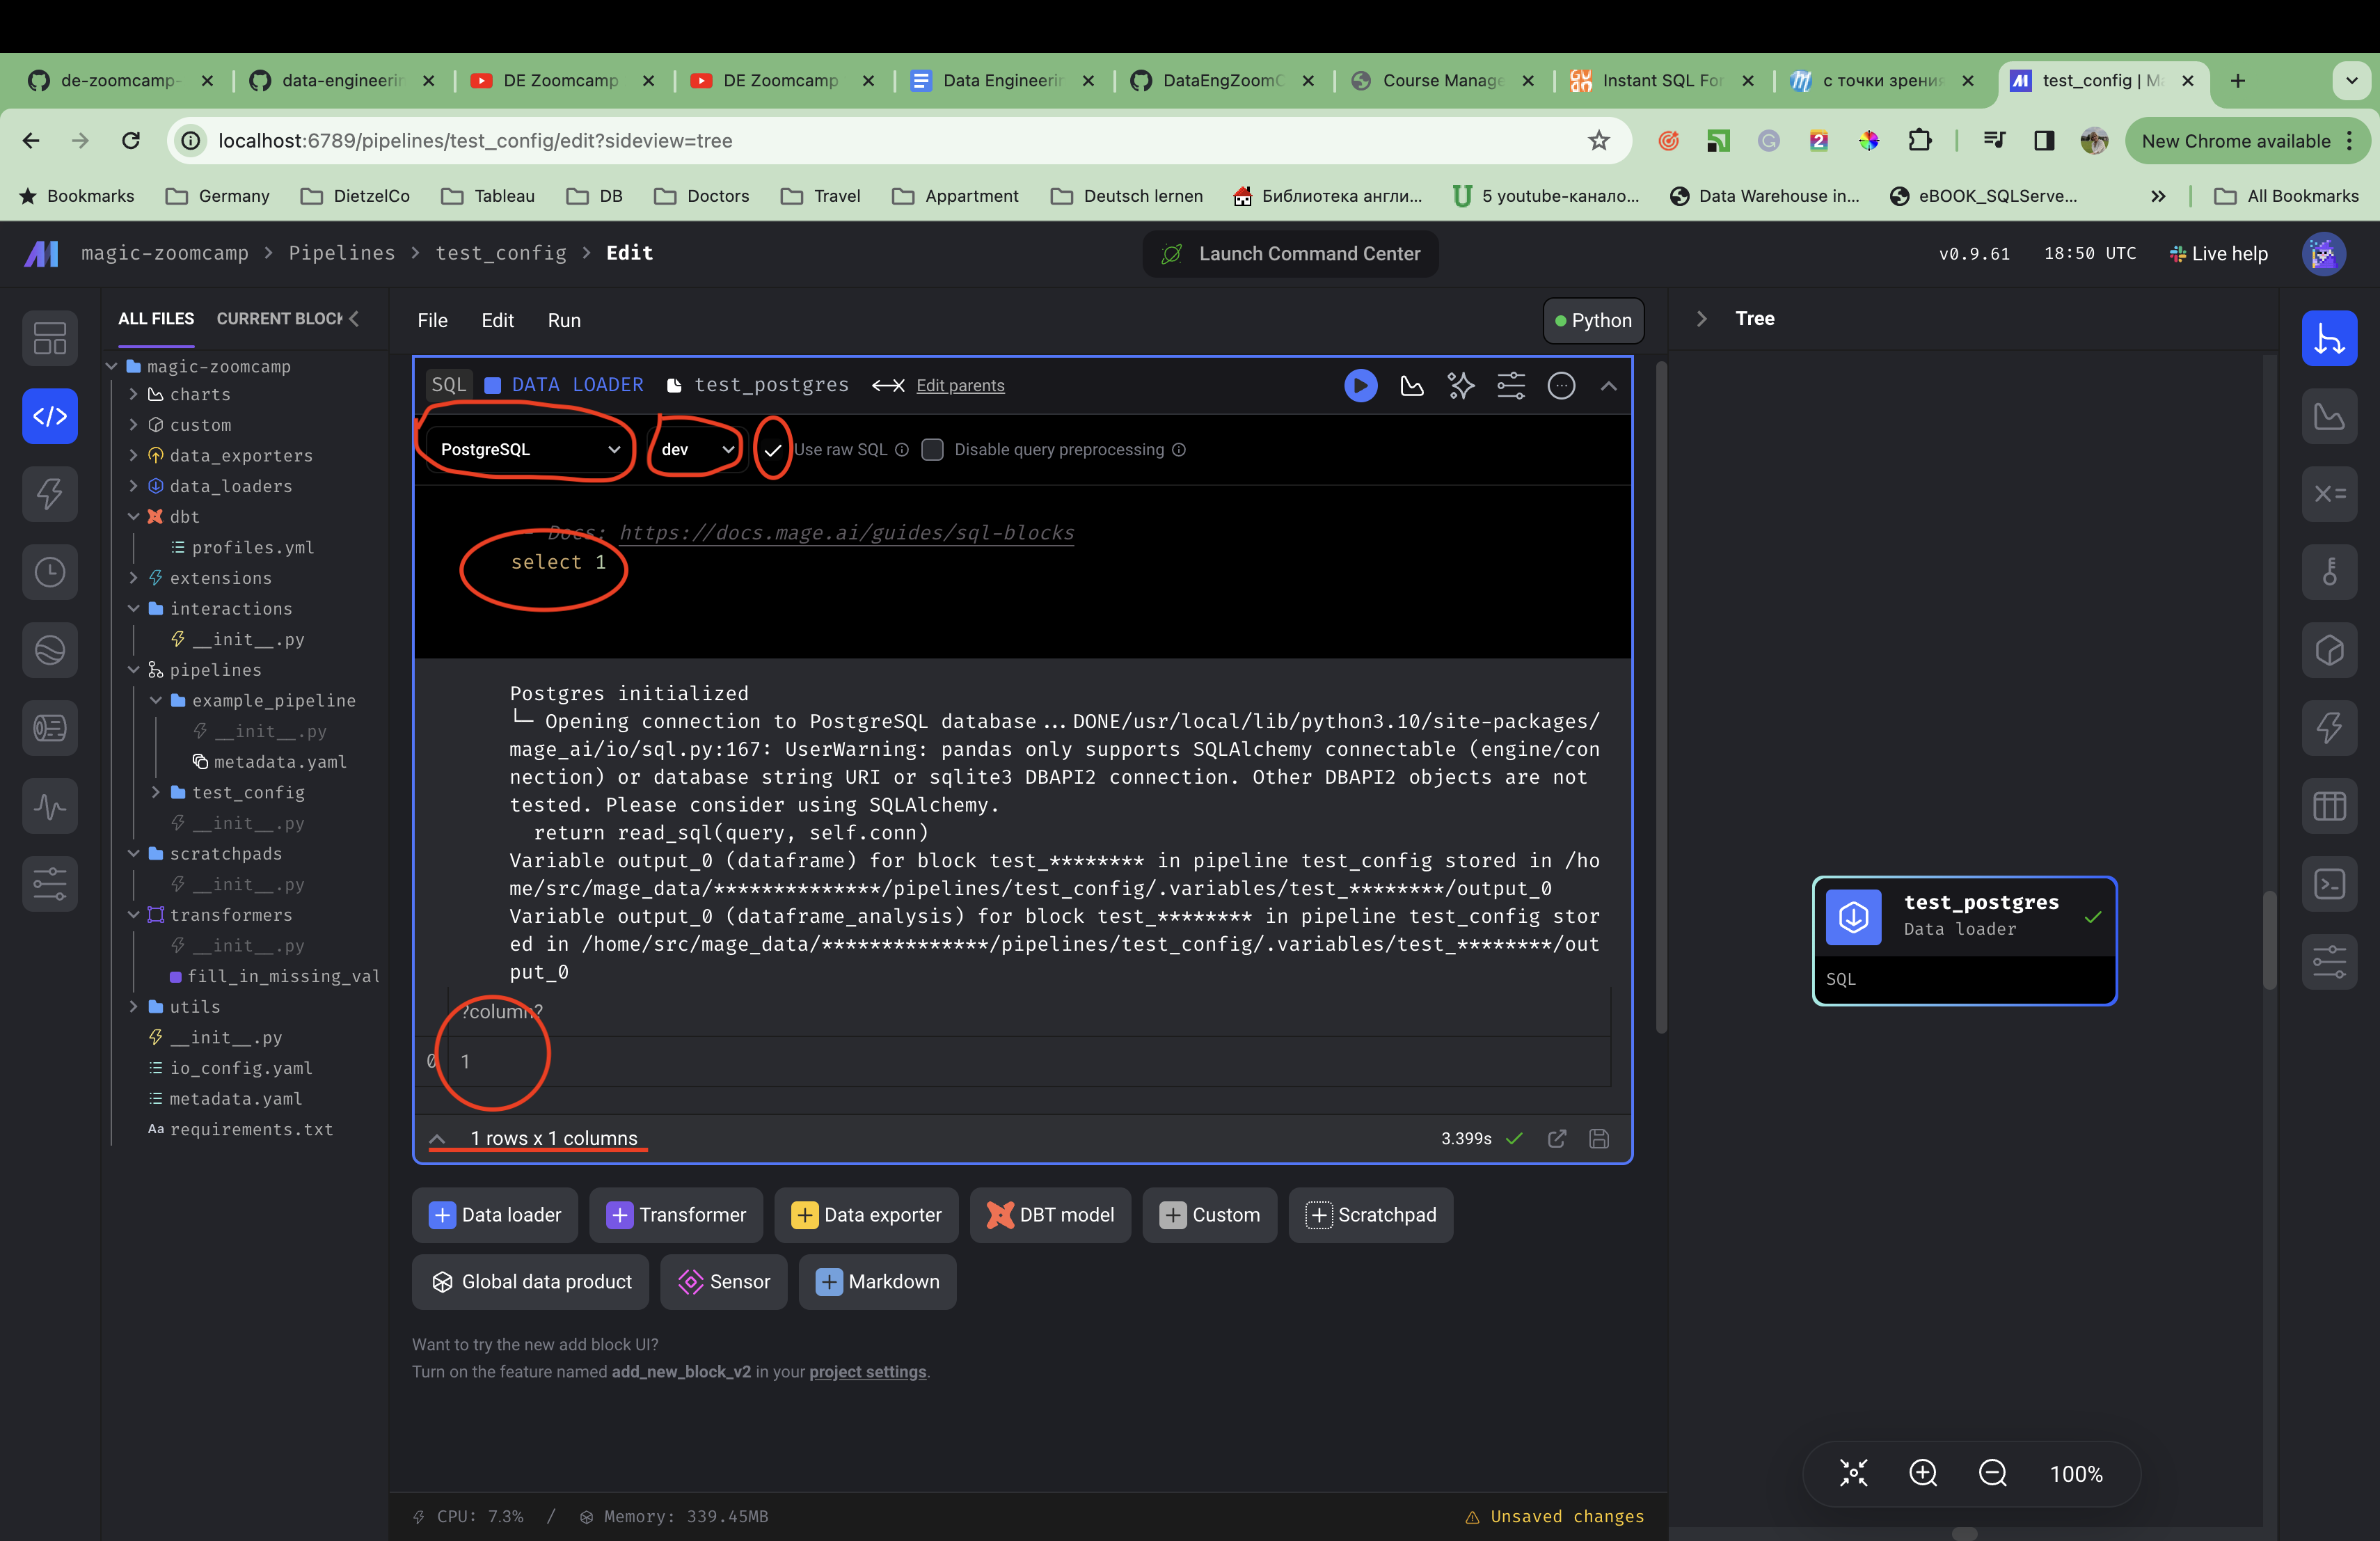 de-zoomcamp-
data-engineerin
DE Zoomcamp
DE Zoomcamp
Data Engineerin
DataEngZoomC
Course Manage
Instant SQL For
с точки зрения
test_config | Ma
localhost:6789/pipelines/test_config/edit?sideview=tree
New Chrome available
Bookmarks
Germany
DietzelCo
Tableau
DB
Doctors
Travel
Appartment
Deutsch lernen
Библиотека англи...
5 youtube-канало...
Data Warehouse in...
eBOOK_SQLServe...
All Bookmarks
magic-zoomcamp > Pipelines > test_config > Edit
Launch Command Center
v0.9.61
18:50 UTC
Live help
ALL FILES
CURRENT BLOCK
magic-zoomcamp
charts
custom
data_exporters
data_loaders
dbt
profiles.yml
extensions
interactions
__init__.py
pipelines
example_pipeline
__init__.py
metadata.yaml
test_config
__init__.py
scratchpads
__init__.py
transformers
__init__.py
fill_in_missing_val
utils
__init__.py
io_config.yaml
metadata.yaml
Aa requirements.txt
File
Edit
Run
Python
SQL DATA LOADER test_postgres Edit parents
PostgreSQL
dev
Use raw SQL
Disable query preprocessing
Docs: https://docs.mage.ai/guides/sql-blocks
select 1
Postgres initialized
└─ Opening connection to PostgreSQL database...DONE/usr/local/lib/python3.10/site-packages/
mage_ai/io/sql.py:167: UserWarning: pandas only supports SQLAlchemy connectable (engine/con
nection) or database string URI or sqlite3 DBAPI2 connection. Other DBAPI2 objects are not
tested. Please consider using SQLAlchemy.
return read_sql(query, self.conn)
Variable output_0 (dataframe) for block test_******** in pipeline test_config stored in /ho
me/src/mage_data/**************/pipelines/test_config/.variables/test_********/output_0
Variable output_0 (dataframe_analysis) for block test_******** in pipeline test_config stor
ed in /home/src/mage_data/**************/pipelines/test_config/.variables/test_********/out
put_0
?column?
0 1
1 rows x 1 columns
3.399s
Data loader
Transformer
Data exporter
DBT model
Custom
Scratchpad
Global data product
Sensor
Markdown
Want to try the new add block UI?
Turn on the feature named add_new_block_v2 in your project settings.
CPU: 7.3% / Memory: 339.45MB
Unsaved changes
Tree
test_postgres
Data loader
SQL
100%